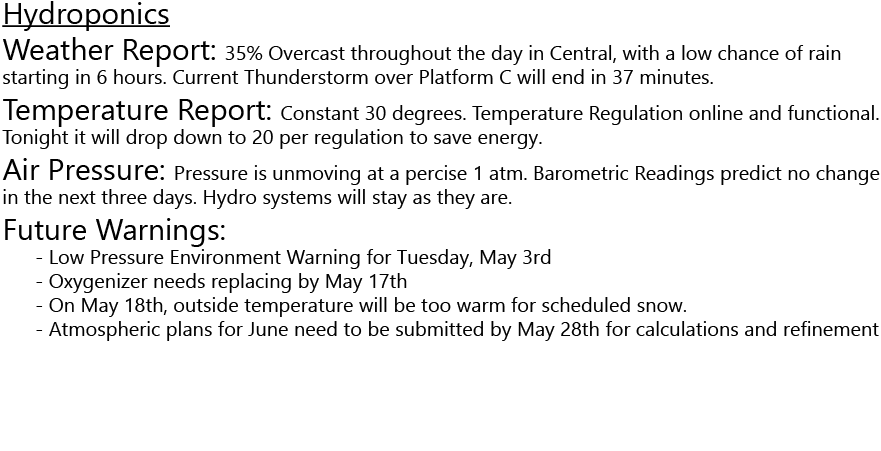 Hydroponics
Weather Report: 35% Overcast throughout the day in Central, with a low chance of rain
starting in 6 hours. Current Thunderstorm over Platform C will end in 37 minutes.
Temperature Report: Constant 30 degrees. Temperature Regulation online and functional.
Tonight it will drop down to 20 per regulation to save energy.
Air Pressure: Pressure is unmoving at a percise 1 atm. Barometric Readings predict no change
in the next three days. Hydro systems will stay as they are.
Future Warnings:
- Low Pressure Environment Warning for Tuesday, May 3rd
- Oxygenizer needs replacing by May 17th
- On May 18th, outside temperature will be too warm for scheduled snow.
- Atmospheric plans for June need to be submitted by May 28th for calculations and refinement